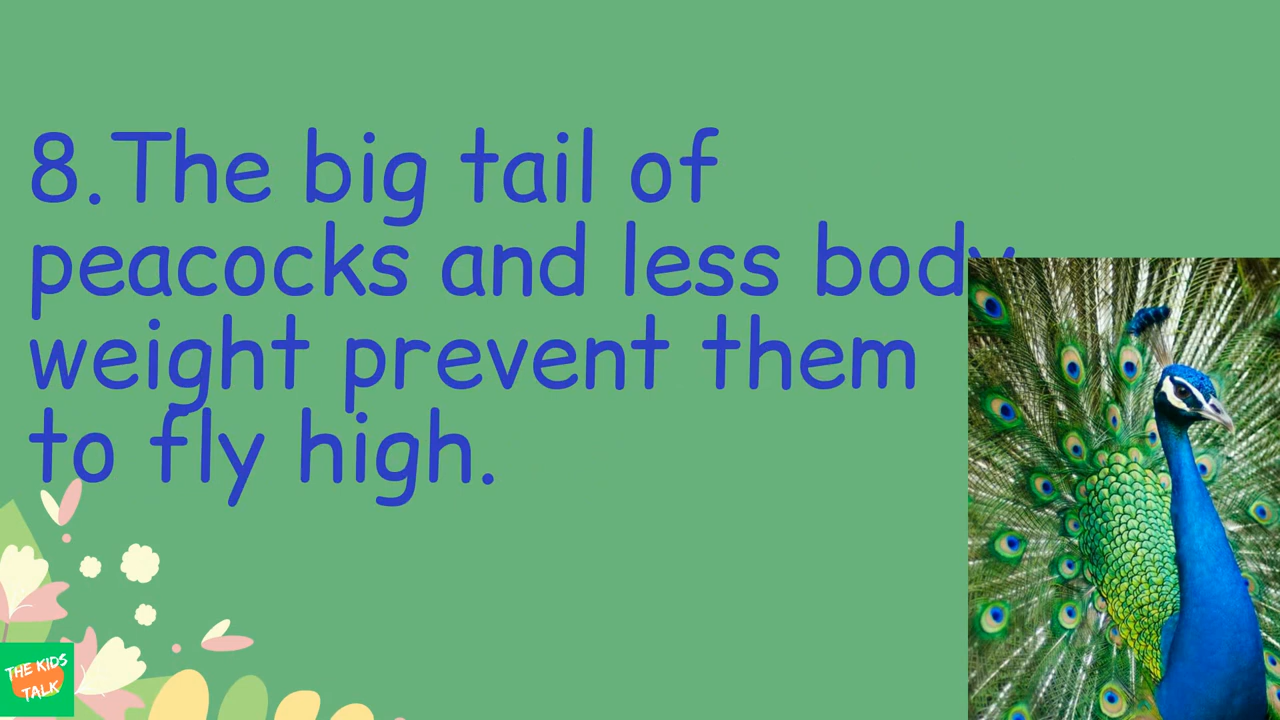 8.The big tail of
peacocks and less body
weight prevent them
to fly high.
THE KIDS
TALK